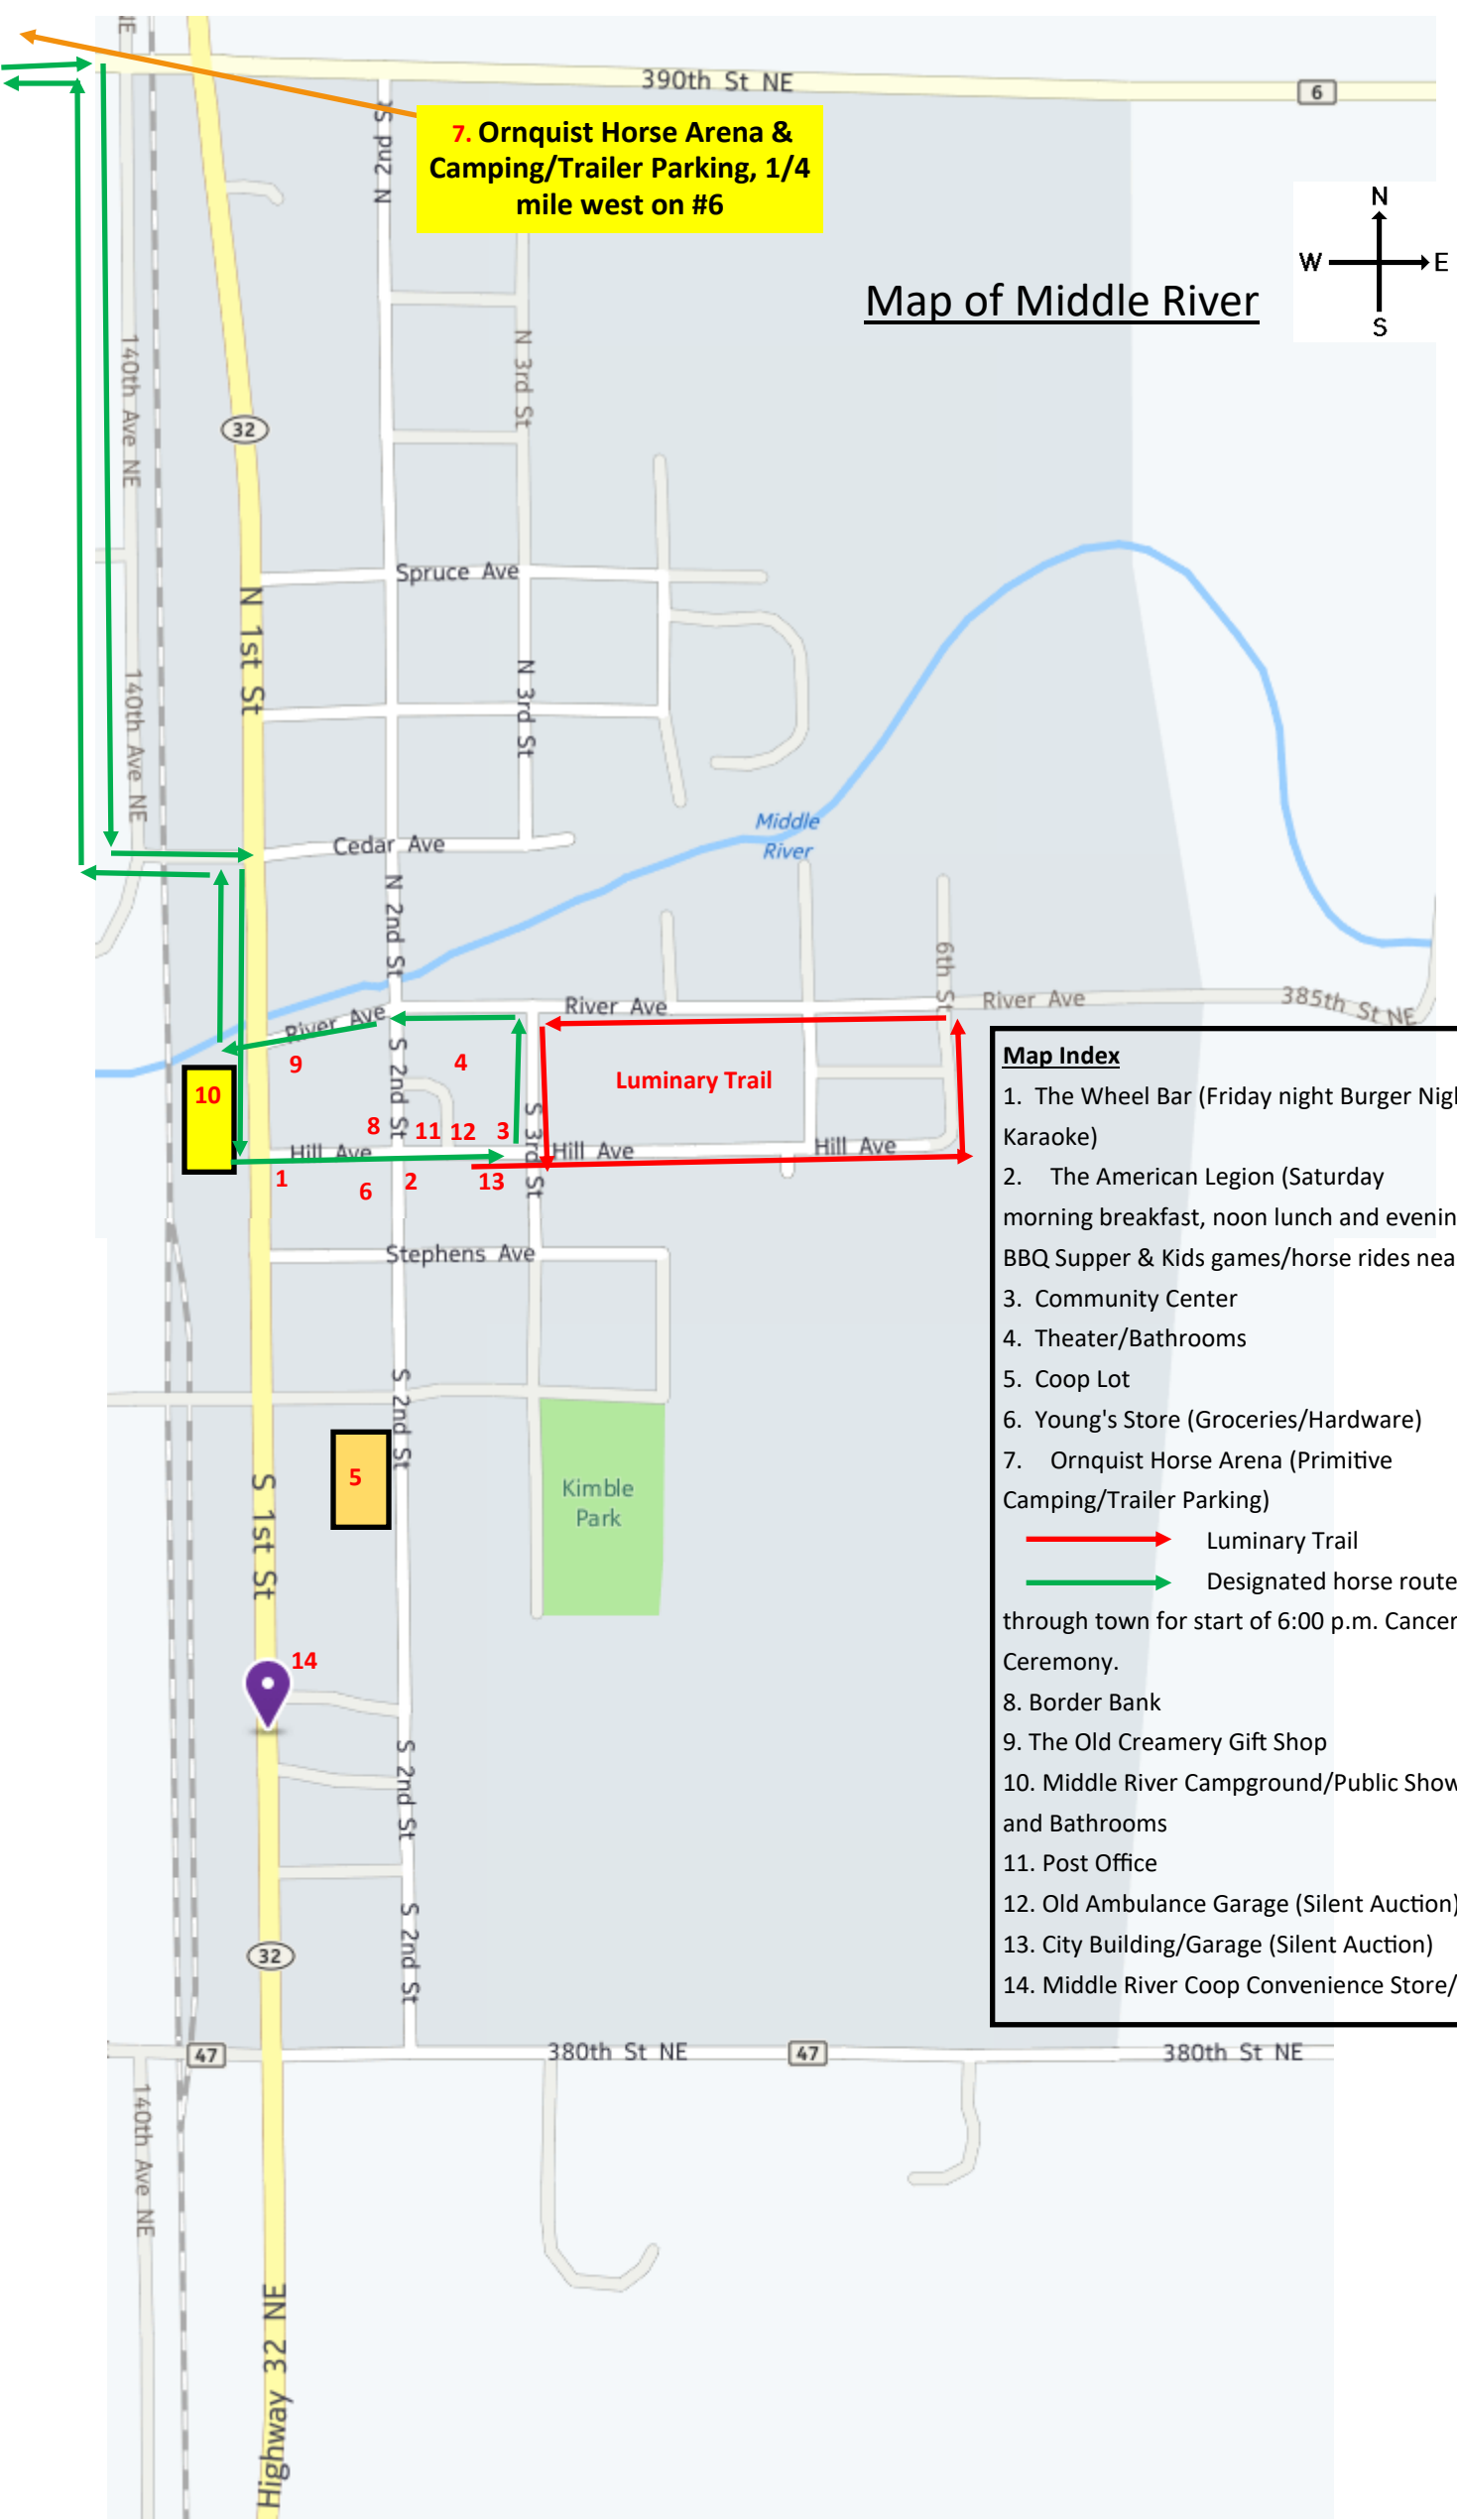 NE
390th St NE
6
7. Ornquist Horse Arena &
Camping/Trailer Parking, 1/4
mile west on #6
N 2nd St
N
W E
S
Map of Middle River
140th Ave NE
N 3rd St
32
Spruce Ave
N 1st St
N 3rd St
140th Ave NE
Middle
River
Cedar Ave
N 2nd St
6th St
River Ave
River Ave
385th St NE
River Ave
9
4
S 2nd St
Luminary Trail
10
8
11
12
3
S 3rd St
Hill Ave
Hill Ave
Hill Ave
1
6
2
13
Stephens Ave
S 2nd St
5
Kimble
Park
S 1st St
14
S 2nd St
S 2nd St
32
47
380th St NE
47
380th St NE
140th Ave NE
Highway 32 NE
Map Index
1. The Wheel Bar (Friday night Burger
Karaoke)
2. The American Legion (Saturday
morning breakfast, noon lunch and
BBQ Supper & Kids games/horse rides
3. Community Center
4. Theater/Bathrooms
5. Coop Lot
6. Young's Store (Groceries/Hardware)
7. Ornquist Horse Arena (Primitive
Camping/Trailer Parking)
Luminary Trail
Designated horse route
through town for start of 6:00 p.m. Cancer
Ceremony.
8. Border Bank
9. The Old Creamery Gift Shop
10. Middle River Campground/Public
and Bathrooms
11. Post Office
12. Old Ambulance Garage (Silent Auction)
13. City Building/Garage (Silent Auction)
14. Middle River Coop Convenience Store/